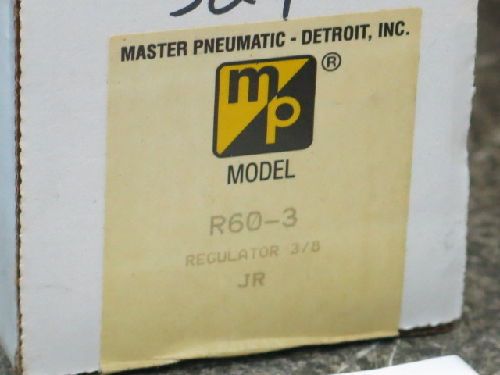 MASTER PNEUMATIC - DETROIT, INC.
mp ®
MODEL
R60-3
REGULATOR 3/8
JR